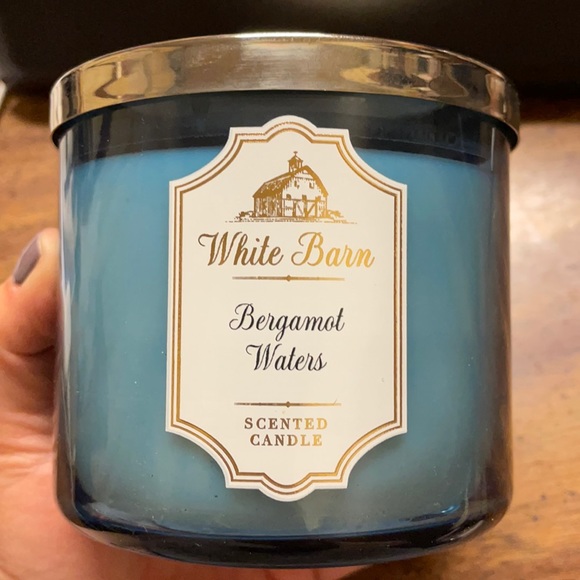 White Barn
Bergamot
Waters
SCENTED
CANDLE